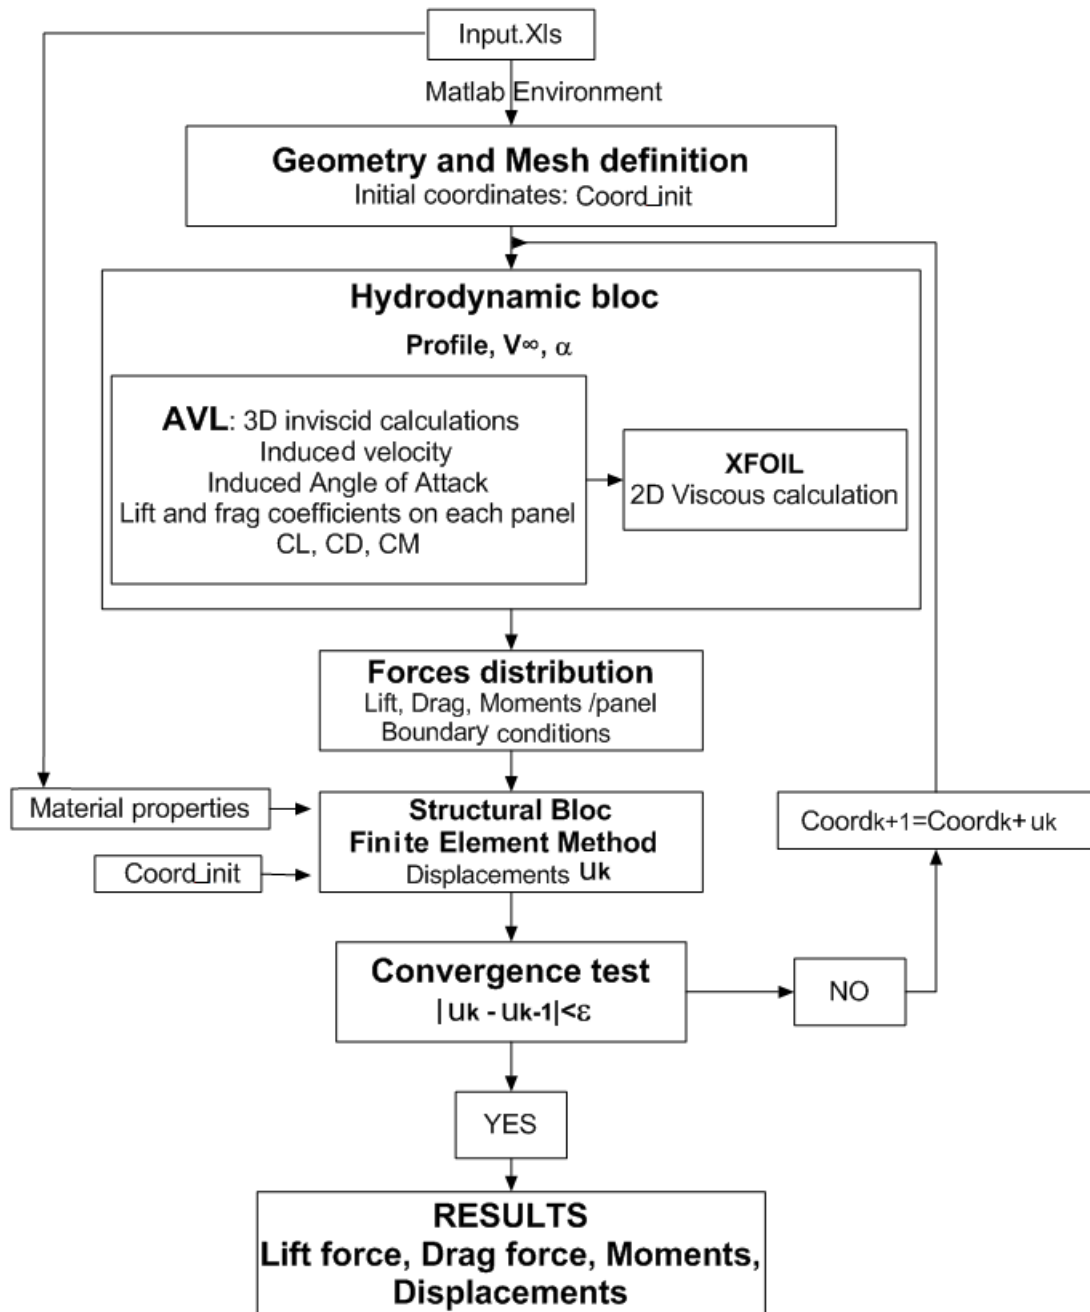 Input.Xls
Matlab Environment
Geometry and Mesh definition
Initial coordinates: Coord_init
Hydrodynamic bloc
Profile, V∞, α
AVL: 3D inviscid calculations
Induced velocity
Induced Angle of Attack
Lift and frag coefficients on each panel
CL, CD, CM
XFOIL
2D Viscous calculation
Forces distribution
Lift, Drag, Moments /panel
Boundary conditions
Material properties
Structural Bloc
Finite Element Method
Displacements Uk
Coord_init
Coordk+1=Coordk+ uk
Convergence test
|Uk - Uk-1|<ε
NO
YES
RESULTS
Lift force, Drag force, Moments,
Displacements